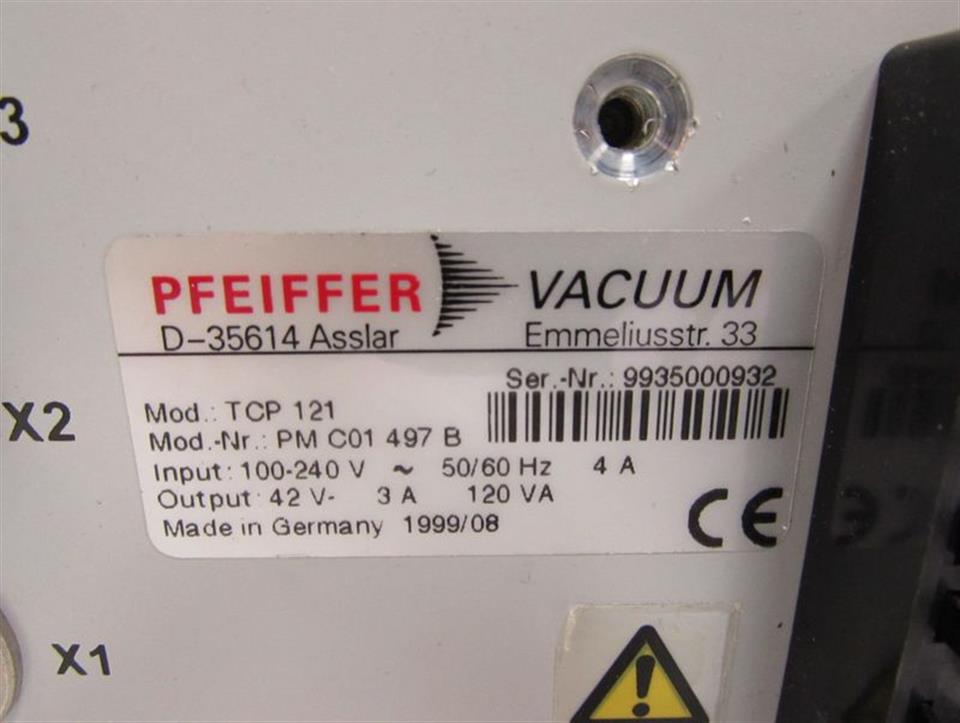 3
PFEIFFER VACUUM
D-35614 Asslar Emmeliusstr. 33
Ser.-Nr.: 9935000932
Mod.: TCP 121
X2
Mod.-Nr.: PM C01 497 B
Input: 100-240 V ~ 50/60 Hz 4 A
Output: 42 V- 3 A 120 VA
Made in Germany 1999/08 CE
X1
!